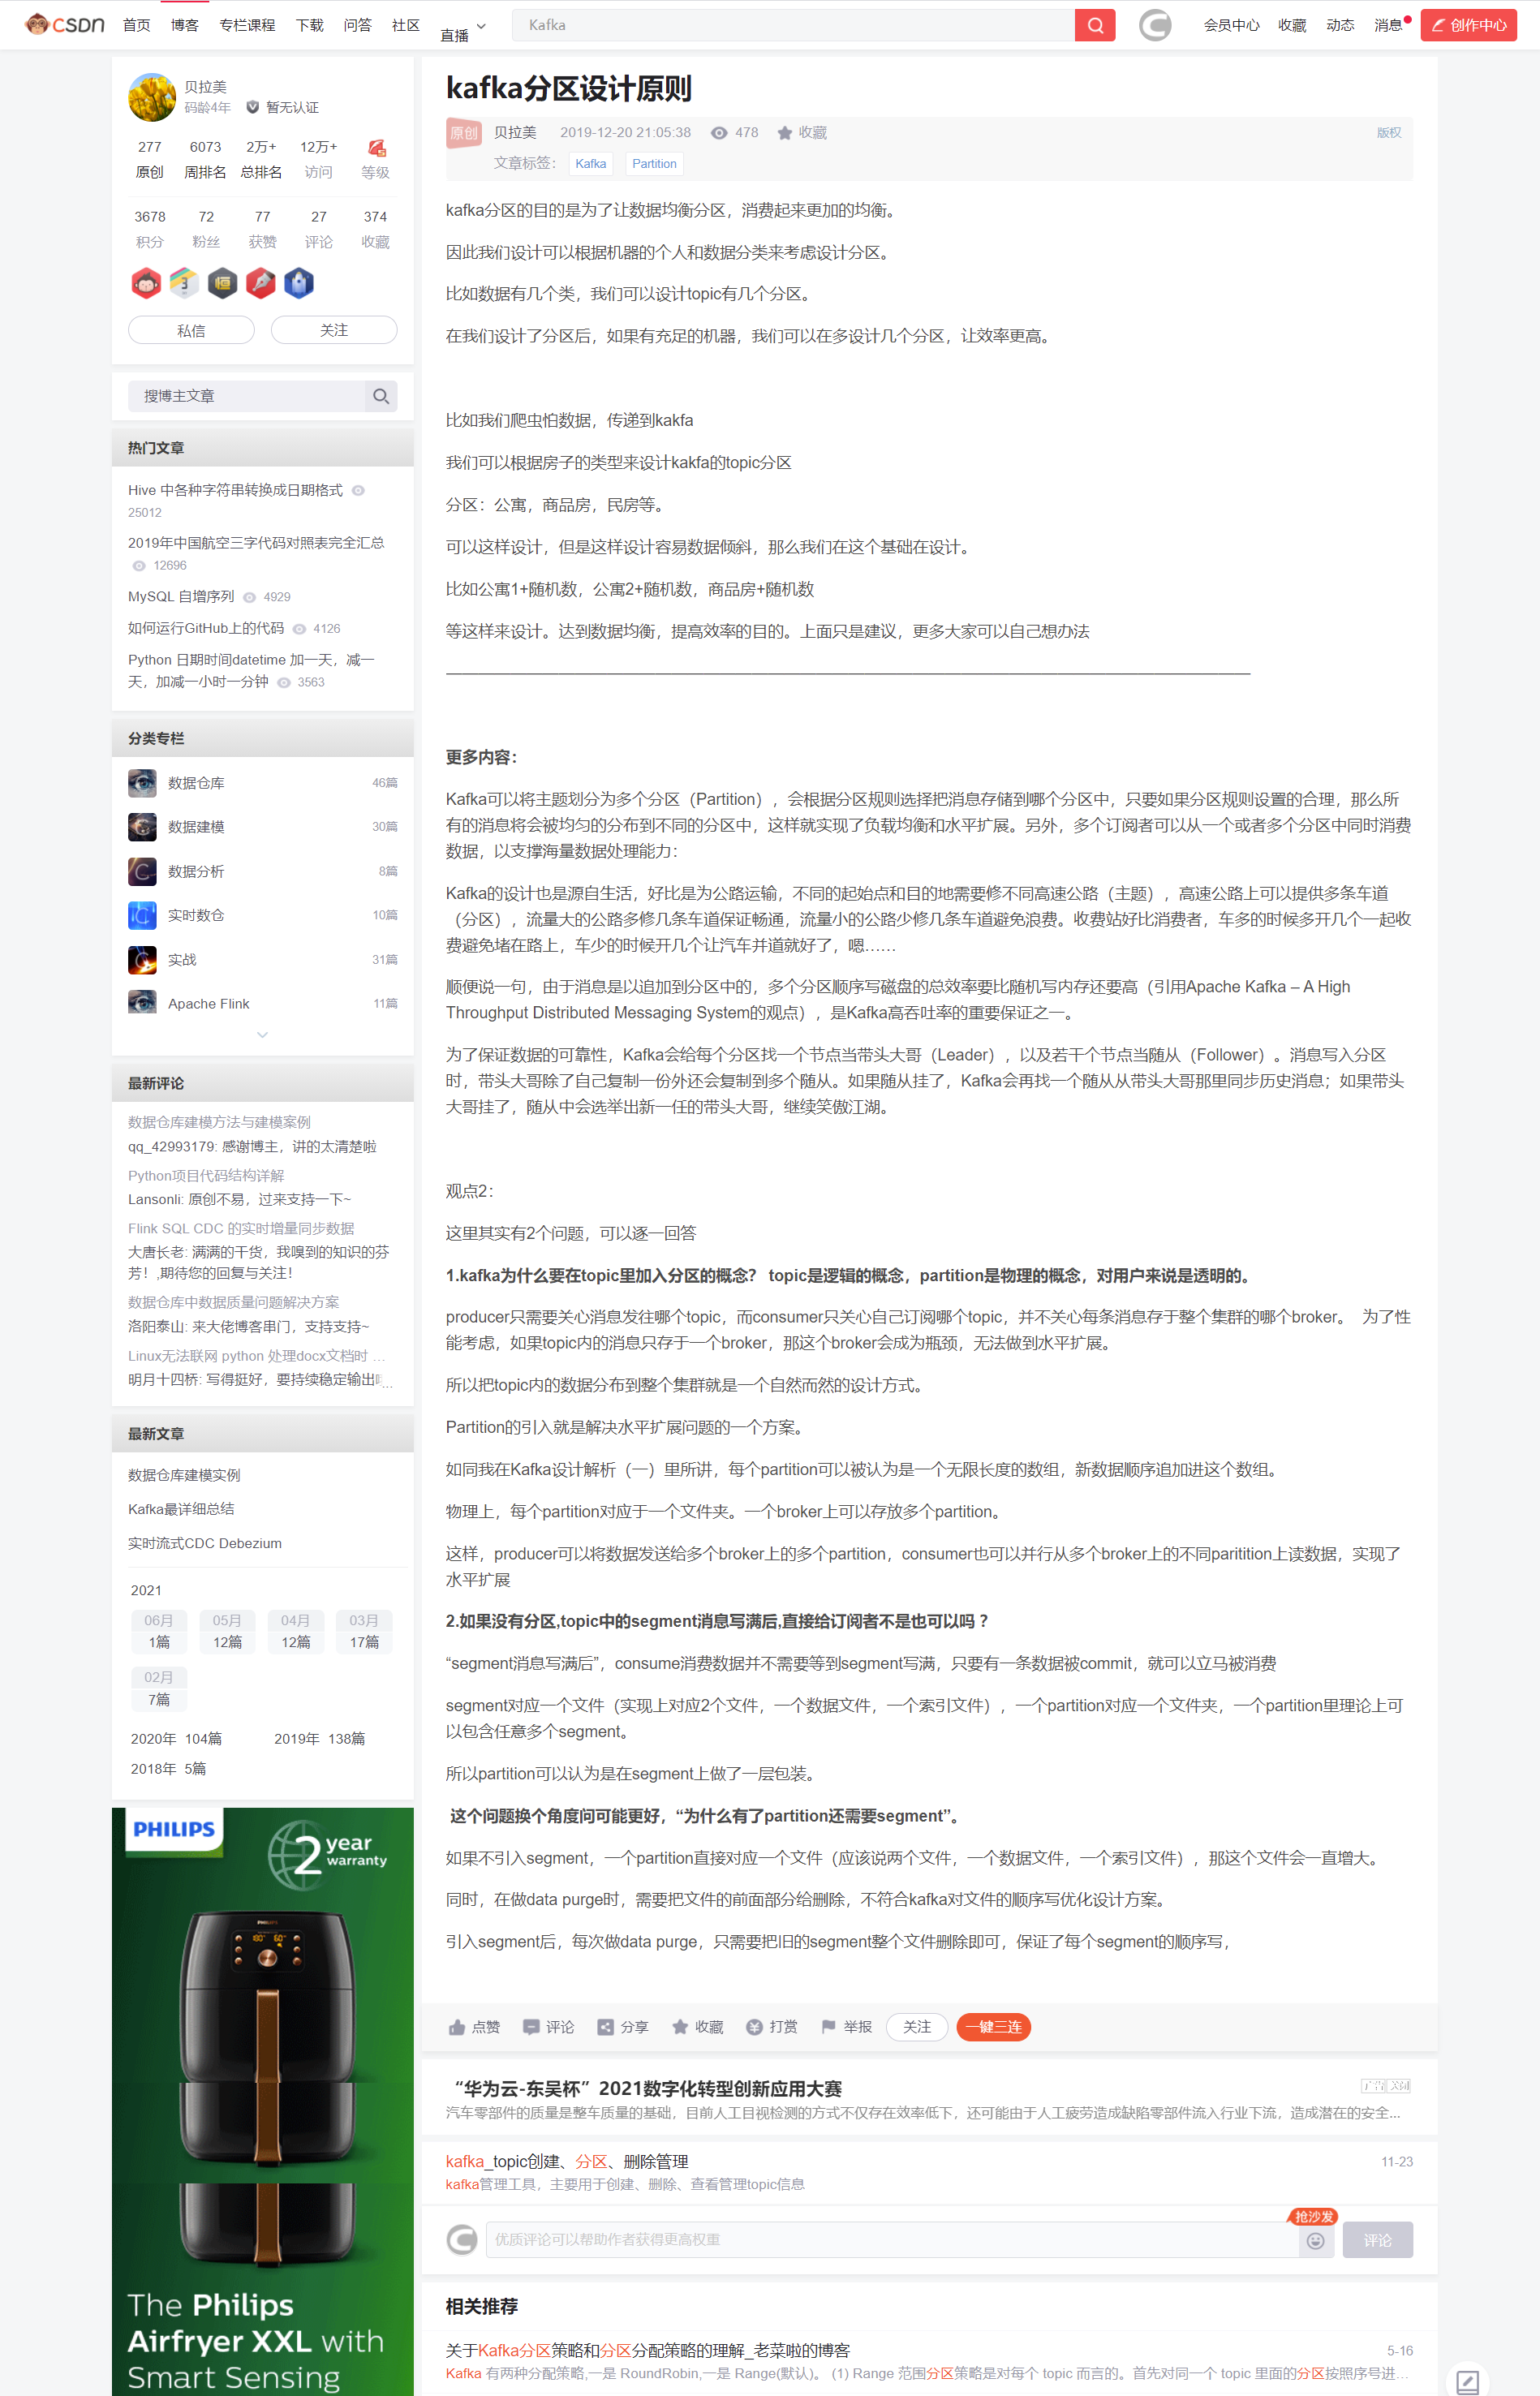 CSDN 首页 博客 专栏课程 下载 问答 社区 直播 Kafka 会员中心 收藏 动态 消息 创作中心
贝拉美
码龄4年 暂无认证
277 6073 2万+ 12万+
原创 周排名 总排名 访问 等级
3678 72 77 27 374
积分 粉丝 获赞 评论 收藏
私信 关注
搜博主文章
热门文章
Hive 中各种字符串转换成日期格式
25012
2019年中国航空三字代码对照表完全汇总
12696
MySQL 自增序列 4929
如何运行GitHub上的代码 4126
Python 日期时间datetime 加一天，减一
天，加减一小时一分钟 3563
分类专栏
数据仓库 46篇
数据建模 30篇
数据分析 8篇
实时数仓 10篇
实战 31篇
Apache Flink 11篇
最新评论
数据仓库建模方法与建模案例
qq_42993179: 感谢博主，讲的太清楚啦
Python项目代码结构详解
Lansonli: 原创不易，过来支持一下~
Flink SQL CDC 的实时增量同步数据
大唐长老: 满满的干货，我嗅到的知识的芬
芳！,期待您的回复与关注！
数据仓库中数据质量问题解决方案
洛阳泰山: 来大佬博客串门，支持支持~
Linux无法联网 python 处理docx文档时 ...
明月十四桥: 写得挺好，要持续稳定输出...
最新文章
数据仓库建模实例
Kafka最详细总结
实时流式CDC Debezium
2021
06月 05月 04月 03月
1篇 12篇 12篇 17篇
02月
7篇
2020年 104篇 2019年 138篇
2018年 5篇
PHILIPS
2 year
warranty
PHILIPS
180° 60
The Philips
Airfryer XXL with
Smart Sensing
kafka分区设计原则
原创 贝拉美 2019-12-20 21:05:38 478 收藏 版权
文章标签： Kafka Partition
kafka分区的目的是为了让数据均衡分区，消费起来更加的均衡。
因此我们设计可以根据机器的个人和数据分类来考虑设计分区。
比如数据有几个类，我们可以设计topic有几个分区。
在我们设计了分区后，如果有充足的机器，我们可以在多设计几个分区，让效率更高。
比如我们爬虫怕数据，传递到kakfa
我们可以根据房子的类型来设计kakfa的topic分区
分区：公寓，商品房，民房等。
可以这样设计，但是这样设计容易数据倾斜，那么我们在这个基础在设计。
比如公寓1+随机数，公寓2+随机数，商品房+随机数
等这样来设计。达到数据均衡，提高效率的目的。上面只是建议，更多大家可以自己想办法
更多内容：
Kafka可以将主题划分为多个分区（Partition），会根据分区规则选择把消息存储到哪个分区中，只要如果分区规则设置的合理，那么所
有的消息将会被均匀的分布到不同的分区中，这样就实现了负载均衡和水平扩展。另外，多个订阅者可以从一个或者多个分区中同时消费
数据，以支撑海量数据处理能力：
Kafka的设计也是源自生活，好比是为公路运输，不同的起始点和目的地需要修不同高速公路（主题），高速公路上可以提供多条车道
（分区），流量大的公路多修几条车道保证畅通，流量小的公路少修几条车道避免浪费。收费站好比消费者，车多的时候多开几个一起收
费避免堵在路上，车少的时候开几个让汽车并道就好了，嗯……
顺便说一句，由于消息是以追加到分区中的，多个分区顺序写磁盘的总效率要比随机写内存还要高（引用Apache Kafka – A High
Throughput Distributed Messaging System的观点），是Kafka高吞吐率的重要保证之一。
为了保证数据的可靠性，Kafka会给每个分区找一个节点当带头大哥（Leader），以及若干个节点当随从（Follower）。消息写入分区
时，带头大哥除了自己复制一份外还会复制到多个随从。如果随从挂了，Kafka会再找一个随从从带头大哥那里同步历史消息；如果带头
大哥挂了，随从中会选举出新一任的带头大哥，继续笑傲江湖。
观点2：
这里其实有2个问题，可以逐一回答
1.kafka为什么要在topic里加入分区的概念？ topic是逻辑的概念，partition是物理的概念，对用户来说是透明的。
producer只需要关心消息发往哪个topic，而consumer只关心自己订阅哪个topic，并不关心每条消息存于整个集群的哪个broker。 为了性
能考虑，如果topic内的消息只存于一个broker，那这个broker会成为瓶颈，无法做到水平扩展。
所以把topic内的数据分布到整个集群就是一个自然而然的设计方式。
Partition的引入就是解决水平扩展问题的一个方案。
如同我在Kafka设计解析（一）里所讲，每个partition可以被认为是一个无限长度的数组，新数据顺序追加进这个数组。
物理上，每个partition对应于一个文件夹。一个broker上可以存放多个partition。
这样，producer可以将数据发送给多个broker上的多个partition，consumer也可以并行从多个broker上的不同paritition上读数据，实现了
水平扩展
2.如果没有分区,topic中的segment消息写满后,直接给订阅者不是也可以吗？
“segment消息写满后”，consume消费数据并不需要等到segment写满，只要有一条数据被commit，就可以立马被消费
segment对应一个文件（实现上对应2个文件，一个数据文件，一个索引文件），一个partition对应一个文件夹，一个partition里理论上可
以包含任意多个segment。
所以partition可以认为是在segment上做了一层包装。
这个问题换个角度问可能更好，“为什么有了partition还需要segment”。
如果不引入segment，一个partition直接对应一个文件（应该说两个文件，一个数据文件，一个索引文件），那这个文件会一直增大。
同时，在做data purge时，需要把文件的前面部分给删除，不符合kafka对文件的顺序写优化设计方案。
引入segment后，每次做data purge，只需要把旧的segment整个文件删除即可，保证了每个segment的顺序写，
点赞 评论 分享 收藏 打赏 举报 关注 一键三连
“华为云-东吴杯”2021数字化转型创新应用大赛 广告 关闭
汽车零部件的质量是整车质量的基础，目前人工目视检测的方式不仅存在效率低下，还可能由于人工疲劳造成缺陷零部件流入行业下流，造成潜在的安全...
kafka_topic创建、分区、删除管理 11-23
kafka管理工具，主要用于创建、删除、查看管理topic信息
抢沙发
优质评论可以帮助作者获得更高权重 评论
相关推荐
关于Kafka分区策略和分区分配策略的理解_老菜啦的博客 5-16
Kafka 有两种分配策略,一是 RoundRobin,一是 Range(默认)。 (1) Range 范围分区策略是对每个 topic 而言的。首先对同一个 topic 里面的分区按照序号进...